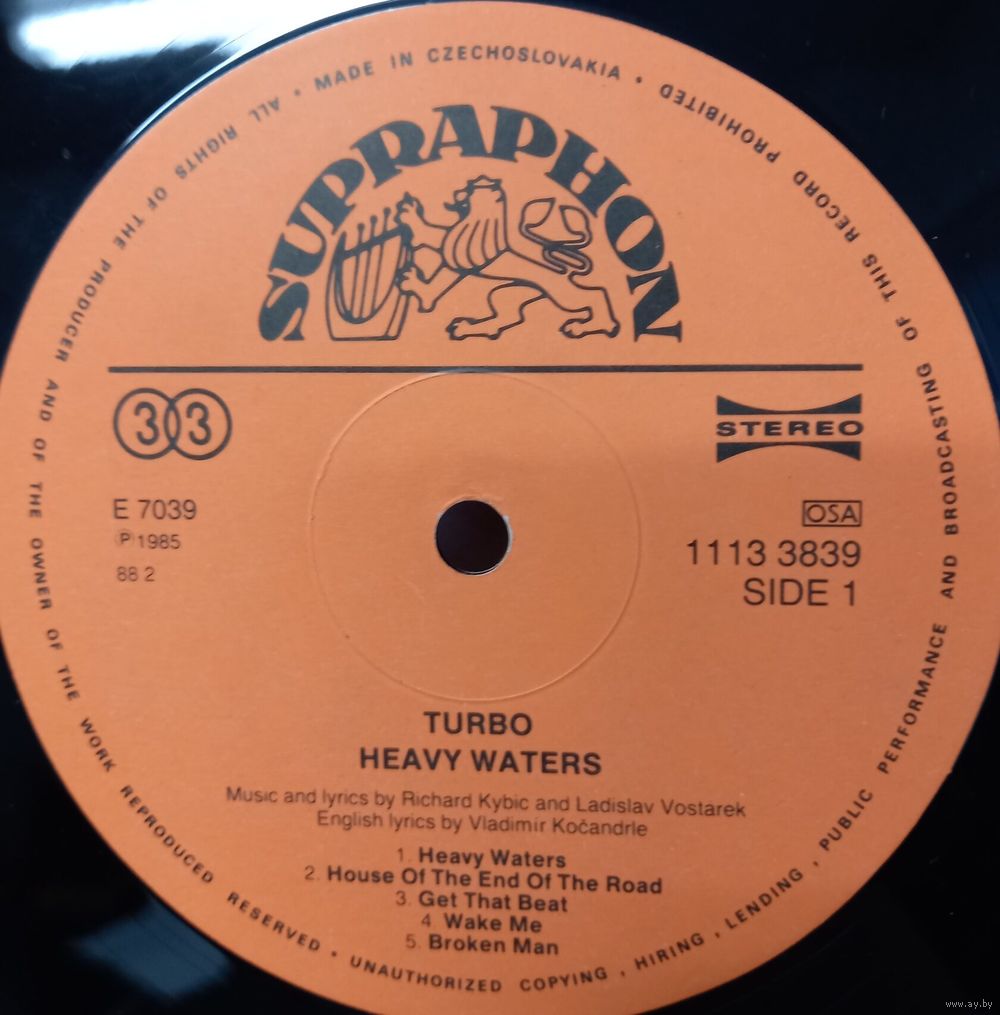 ALL RIGHTS OF THE PRODUCER AND OF THE OWNER OF THE WORK REPRODUCED RESERVED • UNAUTHORIZED COPYING , HIRING , LENDING , PUBLIC PERFORMANCE AND BROADCASTING OF THIS RECORD PROHIBITED • MADE IN CZECHOSLOVAKIA •
SUPRAPHON
33
STEREO
E 7039
Ⓟ 1985
88 2
OSA
1113 3839
SIDE 1
TURBO
HEAVY WATERS
Music and lyrics by Richard Kybic and Ladislav Vostarek
English lyrics by Vladimír Kočandrle
1. Heavy Waters
2. House Of The End Of The Road
3. Get That Beat
4. Wake Me
5. Broken Man
www.ay.by